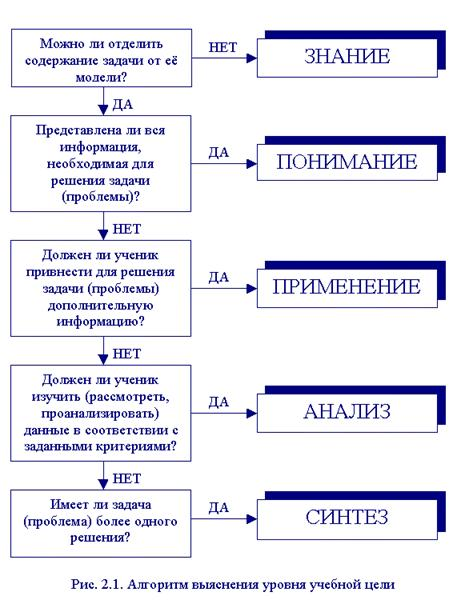 Можно ли отделить
содержание задачи от её
модели?
НЕТ
ЗНАНИЕ
ДА
Представлена ли вся
информация,
необходимая для
решения задачи
(проблемы)?
ДА
ПОНИМАНИЕ
НЕТ
Должен ли ученик
привнести для решения
задачи (проблемы)
дополнительную
информацию?
ДА
ПРИМЕНЕНИЕ
НЕТ
Должен ли ученик
изучить (рассмотреть,
проанализировать)
данные в соответствии с
заданными критериями?
ДА
АНАЛИЗ
НЕТ
Имеет ли задача
(проблема) более одного
решения?
ДА
СИНТЕЗ
Рис. 2.1. Алгоритм выяснения уровня учебной цели